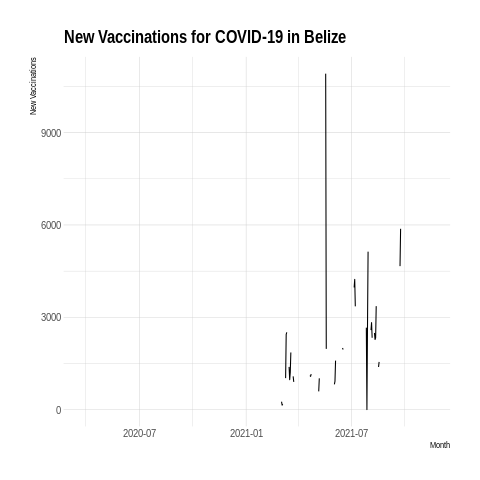 New Vaccinations for COVID-19 in Belize
New Vaccinations
9000
6000
3000
0
2020-07 2021-01 2021-07
Month